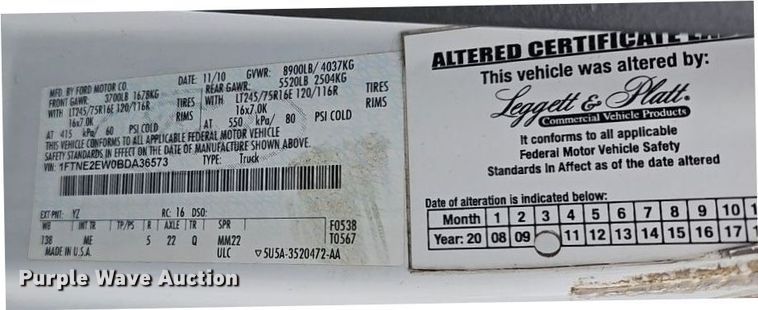 MFD. BY FORD MOTOR CO.
DATE: 11/10 GVWR: 8900LB/ 4037KG
FRONT GAWR: 3700LB 1678KG
REAR GAWR: 5520LB 2504KG
WITH LT245/75R16E 120/116R TIRES
WITH LT245/75R16E 120/116R TIRES
16x7.0K RIMS
16x7.0K RIMS
AT 415 kPa/ 60 PSI COLD
AT 550 kPa/ 80 PSI COLD
THIS VEHICLE CONFORMS TO ALL APPLICABLE FEDERAL MOTOR VEHICLE
SAFETY STANDARDS IN EFFECT ON THE DATE OF MANUFACTURE SHOWN ABOVE.
VIN: 1FTNE2EW0BDA36573
TYPE: Truck
EXT PNT: YZ RC: 16 DSO:
WB INT TR TP/PS R AXLE TR SPR F0538
138 ME 5 22 Q MM22 T0567
MADE IN U.S.A. ULC 5U5A-3520472-AA
ALTERED CERTIFICATE
This vehicle was altered by:
Leggett & Platt
Commercial Vehicle Products
It conforms to all applicable
Federal Motor Vehicle Safety
Standards In Affect as of the date altered
Date of alteration is indicated below:
Month 1 2 3 4 5 6 7 8 9 10 1
Year: 20 08 09 11 12 13 14 15 16 17
Purple Wave Auction